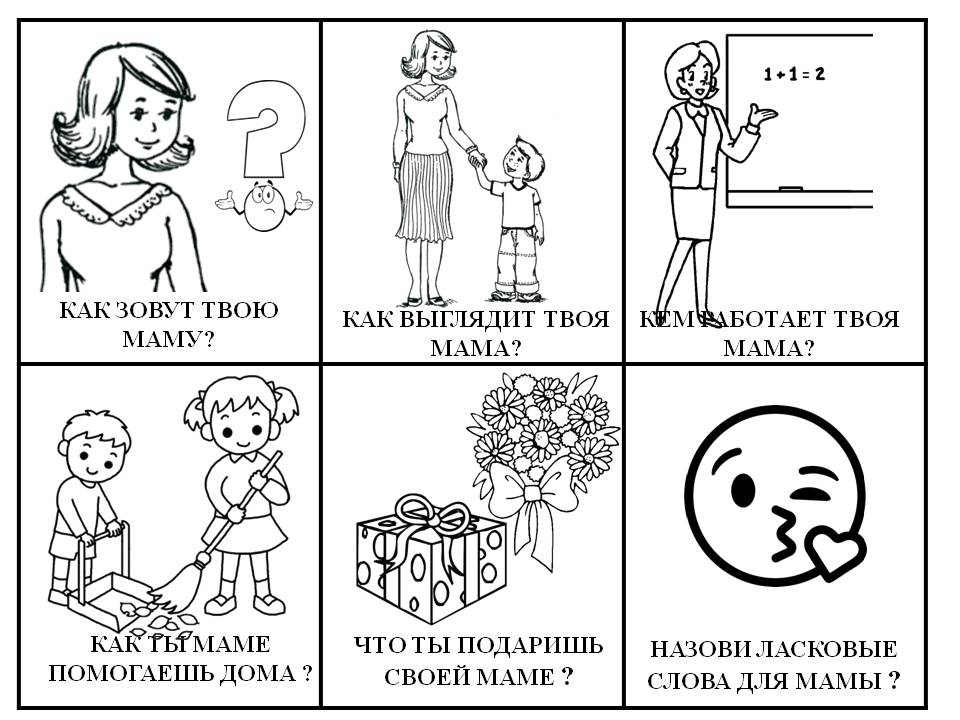 КАК ЗОВУТ ТВОЮ
МАМУ?
КАК ВЫГЛЯДИТ ТВОЯ
МАМА?
1 + 1 = 2
КЕМ РАБОТАЕТ ТВОЯ
МАМА?
КАК ТЫ МАМЕ
ПОМОГАЕШЬ ДОМА ?
ЧТО ТЫ ПОДАРИШЬ
СВОЕЙ МАМЕ ?
НАЗОВИ ЛАСКОВЫЕ
СЛОВА ДЛЯ МАМЫ ?